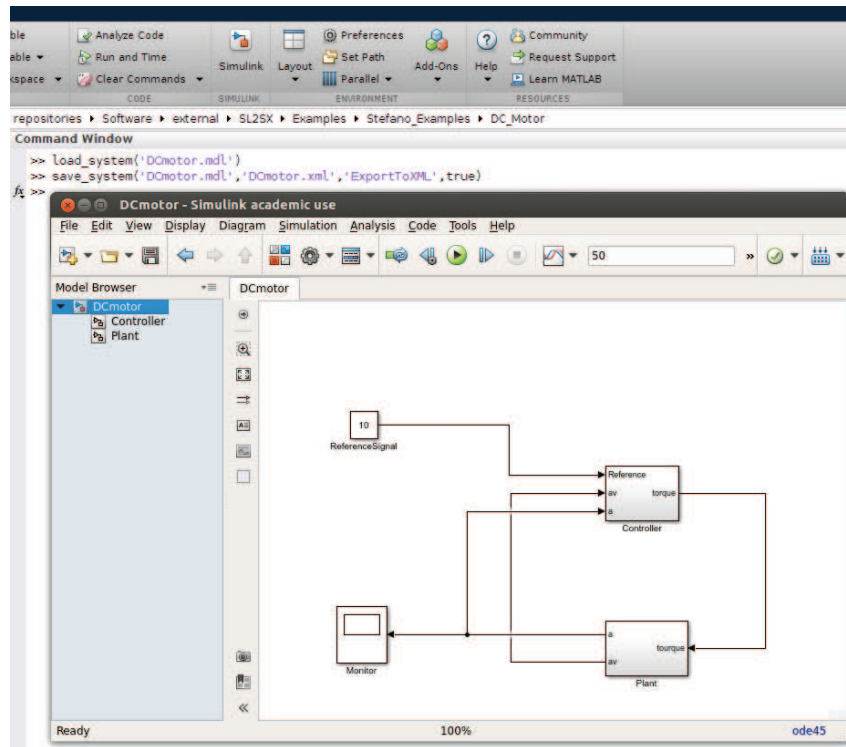 ble
Analyze Code
Preferences
Community
able
Run and Time
Simulink
Layout
Set Path
Add-Ons
Help
Request Support
kspace
Clear Commands
Parallel
Learn MATLAB
CODE
SIMULINK
ENVIRONMENT
RESOURCES
repositories Software external SL2SX Examples Stefano_Examples DC_Motor
Command Window
>> load_system('DCmotor.mdl')
>> save_system('DCmotor.mdl','DCmotor.xml','ExportToXML',true)
fx >>
DCmotor - Simulink academic use
File Edit View Display Diagram Simulation Analysis Code Tools Help
50 »
Model Browser
DCmotor
DCmotor
Controller
Plant
10
ReferenceSignal
Reference
av
torque
a
Controller
a
tourque
av
Monitor
Plant
Ready
100%
ode45